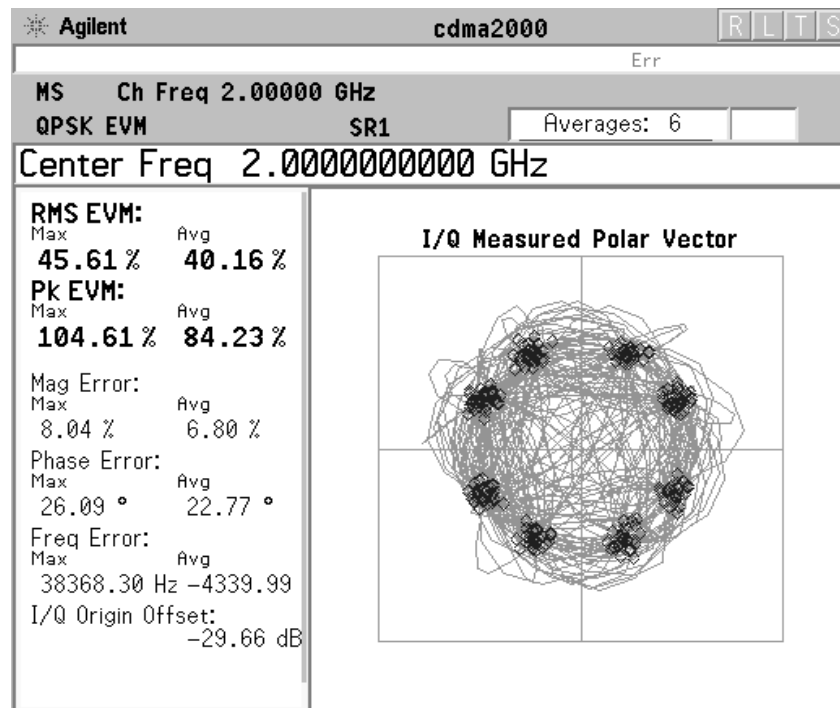 Agilent cdma2000 R L T S
Err
MS Ch Freq 2.00000 GHz
QPSK EVM SR1 Averages: 6
Center Freq 2.0000000000 GHz
RMS EVM:
Max Avg
45.61 % 40.16 %
Pk EVM:
Max Avg
104.61 % 84.23 %
Mag Error:
Max Avg
8.04 % 6.80 %
Phase Error:
Max Avg
26.09 ° 22.77 °
Freq Error:
Max Avg
38368.30 Hz -4339.99
I/Q Origin Offset:
-29.66 dB
I/Q Measured Polar Vector